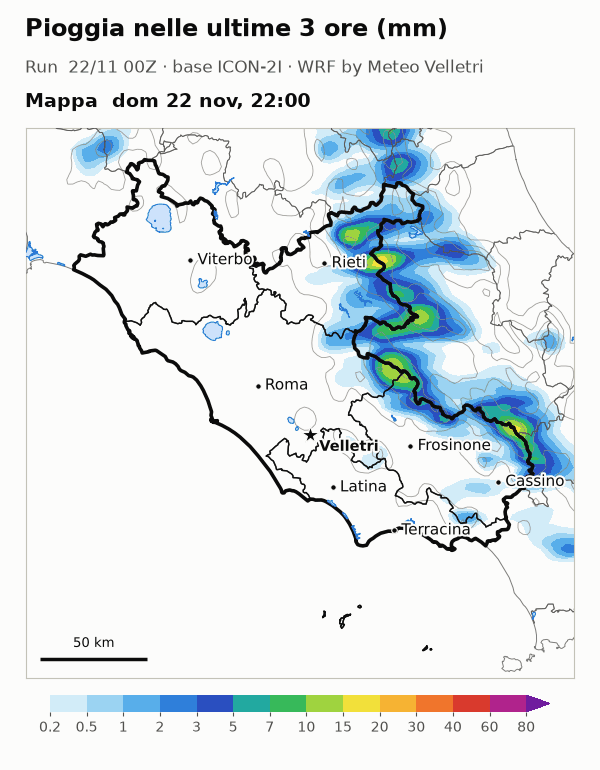 Pioggia nelle ultime 3 ore (mm)
Run  22/11 00Z · base ICON-2I · WRF by Meteo Velletri
Mappa  dom 22 nov, 22:00
Viterbo
Rieti
Roma
Velletri
Frosinone
Cassino
Latina
Terracina
50 km
0.2 0.5 1 2 3 5 7 10 15 20 30 40 60 80